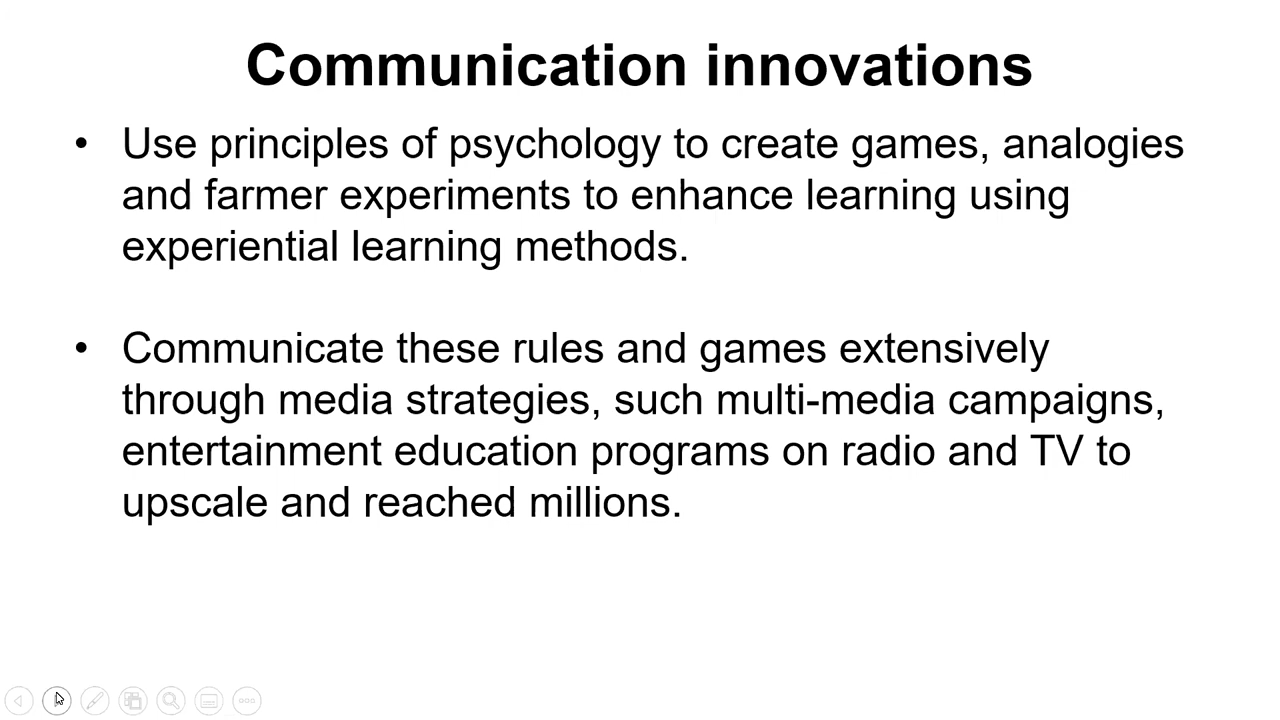 Communication innovations
• Use principles of psychology to create games, analogies
and farmer experiments to enhance learning using
experiential learning methods.
• Communicate these rules and games extensively
through media strategies, such multi-media campaigns,
entertainment education programs on radio and TV to
upscale and reached millions.